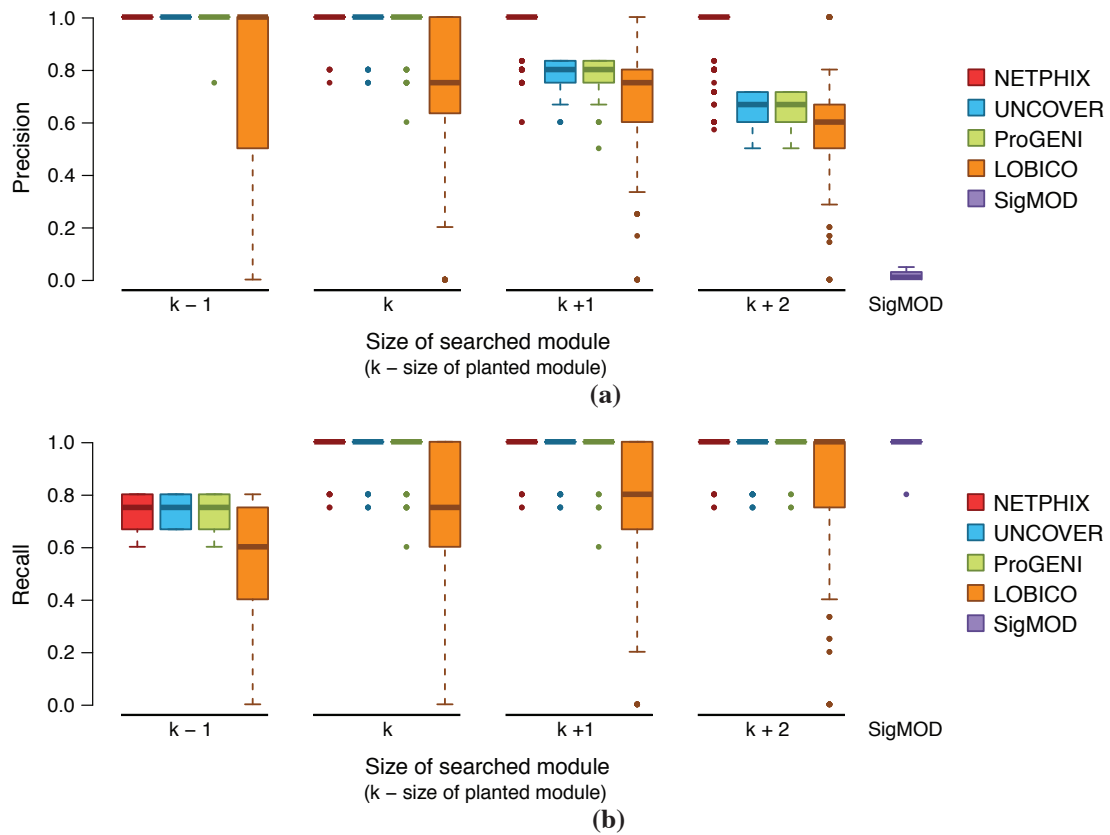 1.0
0.8
0.6
0.4
0.2
0.0
Precision
k − 1
k
k +1
k + 2
SigMOD
Size of searched module
(k − size of planted module)
NETPHIX
UNCOVER
ProGENI
LOBICO
SigMOD
(a)
1.0
0.8
0.6
0.4
0.2
0.0
Recall
k − 1
k
k +1
k + 2
SigMOD
Size of searched module
(k − size of planted module)
NETPHIX
UNCOVER
ProGENI
LOBICO
SigMOD
(b)